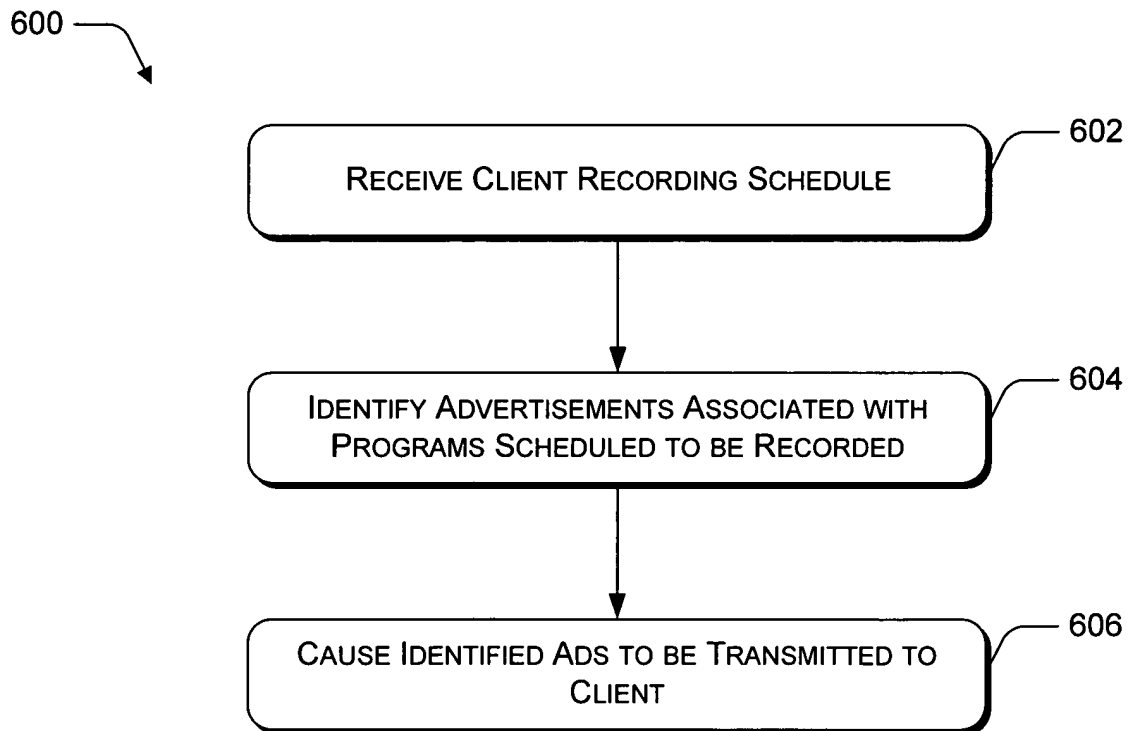 600
602
RECEIVE CLIENT RECORDING SCHEDULE
604
IDENTIFY ADVERTISEMENTS ASSOCIATED WITH
PROGRAMS SCHEDULED TO BE RECORDED
606
CAUSE IDENTIFIED ADS TO BE TRANSMITTED TO
CLIENT